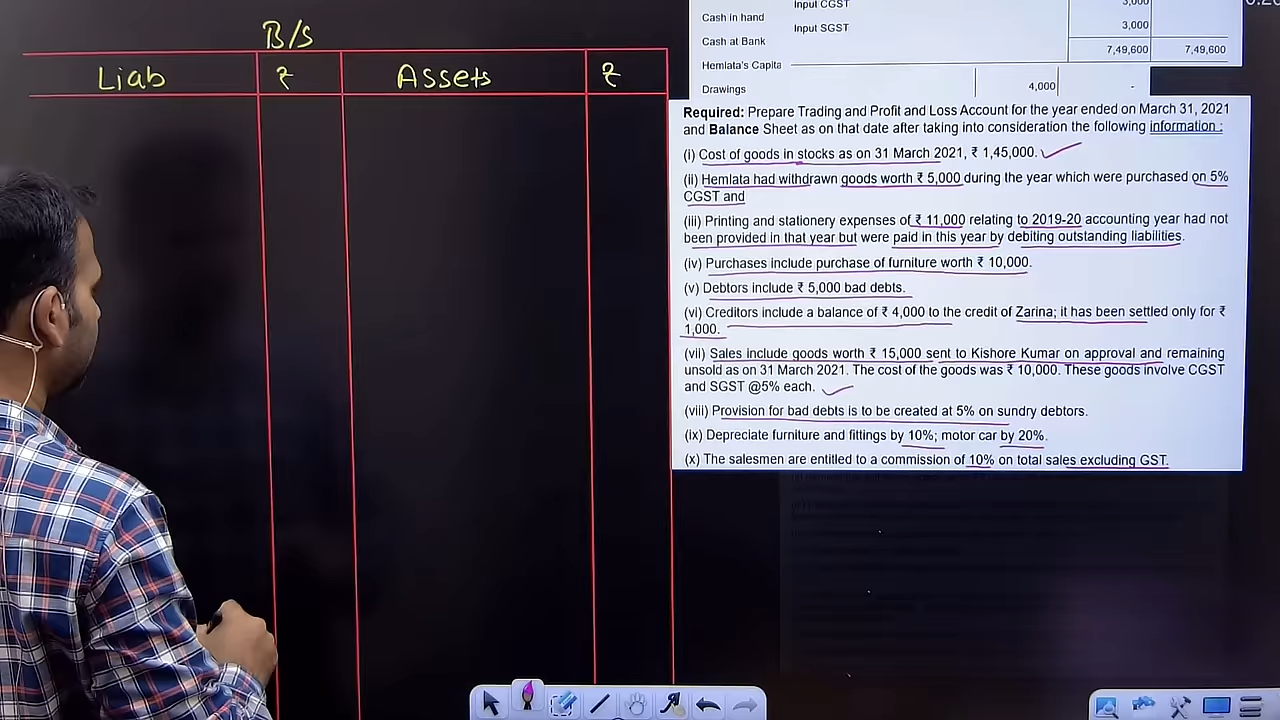 B/S
Liab ₹ Assets ₹
Input CGST 3,000
Cash in hand
Input SGST 3,000
Cash at Bank
7,49,600 7,49,600
Hemlata's Capita
Drawings 4,000 -
Required: Prepare Trading and Profit and Loss Account for the year ended on March 31, 2021
and Balance Sheet as on that date after taking into consideration the following information :
(i) Cost of goods in stocks as on 31 March 2021, ₹ 1,45,000.
(ii) Hemlata had withdrawn goods worth ₹ 5,000 during the year which were purchased on 5%
CGST and
(iii) Printing and stationery expenses of ₹ 11,000 relating to 2019-20 accounting year had not
been provided in that year but were paid in this year by debiting outstanding liabilities.
(iv) Purchases include purchase of furniture worth ₹ 10,000.
(v) Debtors include ₹ 5,000 bad debts.
(vi) Creditors include a balance of ₹ 4,000 to the credit of Zarina; it has been settled only for ₹
1,000.
(vii) Sales include goods worth ₹ 15,000 sent to Kishore Kumar on approval and remaining
unsold as on 31 March 2021. The cost of the goods was ₹ 10,000. These goods involve CGST
and SGST @5% each.
(viii) Provision for bad debts is to be created at 5% on sundry debtors.
(ix) Depreciate furniture and fittings by 10%; motor car by 20%.
(x) The salesmen are entitled to a commission of 10% on total sales excluding GST.